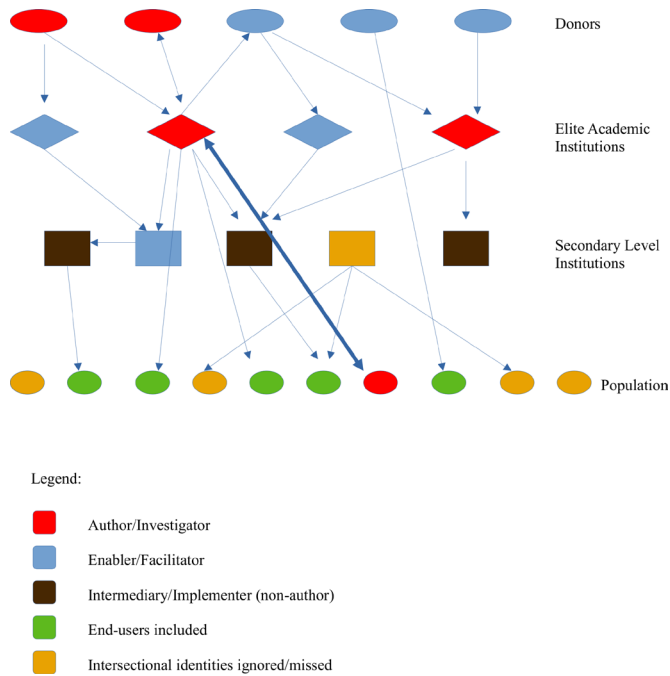 Donors
Elite Academic
Institutions
Secondary Level
Institutions
Population
Legend:
Author/Investigator
Enabler/Facilitator
Intermediary/Implementer (non-author)
End-users included
Intersectional identities ignored/missed